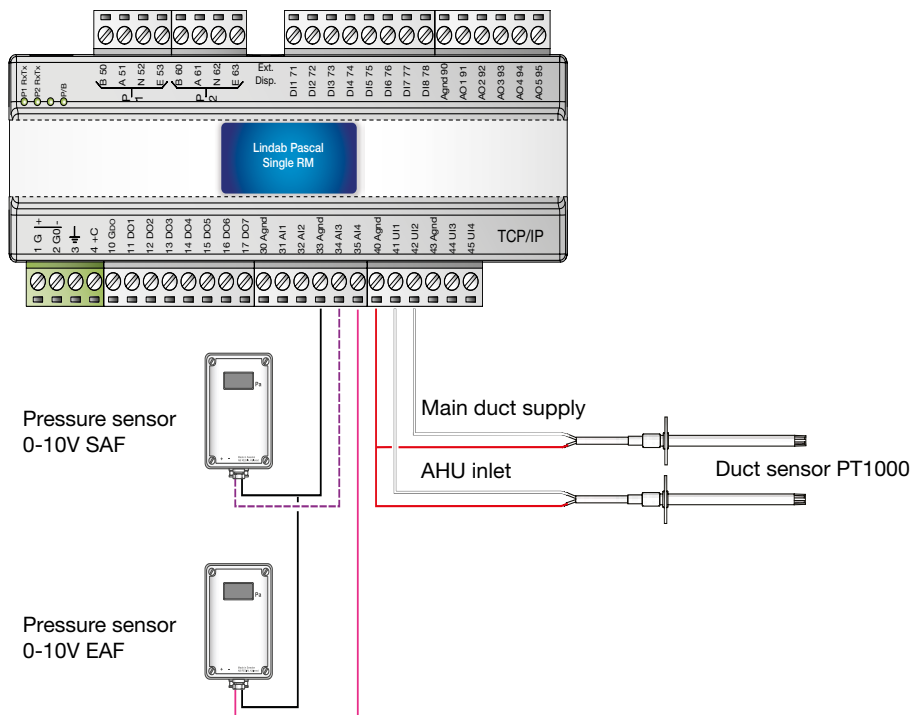 P1 RxTx
P2 RxTx
P/B
B 50
A 51
N 52
E 53
P 1
B 60
A 61
N 62
E 63
P 2
Ext.
Disp.
DI1 71
DI2 72
DI3 73
DI4 74
DI5 75
DI6 76
DI7 77
DI8 78
Agnd 90
AO1 91
AO2 92
AO3 93
AO4 94
AO5 95
Lindab Pascal
Single RM
1 G +
2 G0 -
3
4 +C
10 GDO
11 DO1
12 DO2
13 DO3
14 DO4
15 DO5
16 DO6
17 DO7
30 Agnd
31 AI1
32 AI2
33 Agnd
34 AI3
35 AI4
40 Agnd
41 UI1
42 UI2
43 Agnd
44 UI3
45 UI4
TCP/IP
Pa
+ -
Pressure sensor
0-10V SAF
Main duct supply
AHU inlet
Duct sensor PT1000
Pa
+ -
Pressure sensor
0-10V EAF